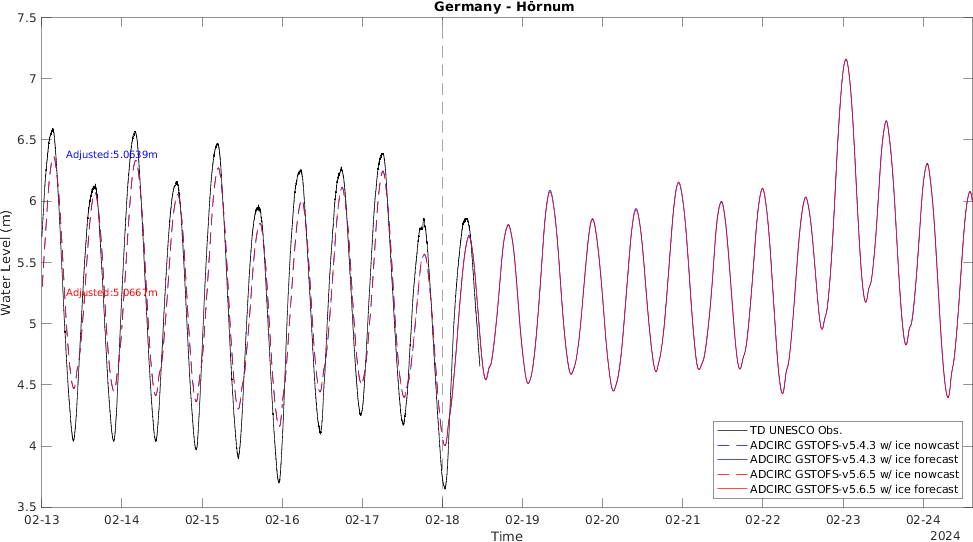 Germany - Hörnum
7.5
7
6.5
6
5.5
5
4.5
4
3.5
Water Level (m)
Adjusted:5.0639m
Adjusted:5.0667m
TD UNESCO Obs.
ADCIRC GSTOFS-v5.4.3 w/ ice nowcast
ADCIRC GSTOFS-v5.4.3 w/ ice forecast
ADCIRC GSTOFS-v5.6.5 w/ ice nowcast
ADCIRC GSTOFS-v5.6.5 w/ ice forecast
02-13 02-14 02-15 02-16 02-17 02-18 02-19 02-20 02-21 02-22 02-23 02-24
Time
2024